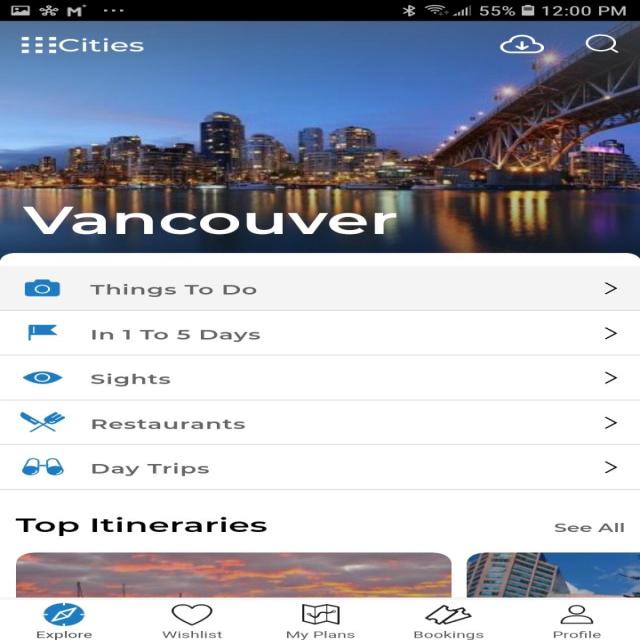 55% 12:00 PM
Cities
Vancouver
Things To Do
In 1 To 5 Days
Sights
Restaurants
Day Trips
Top Itineraries See All
Explore Wishlist My Plans Bookings Profile